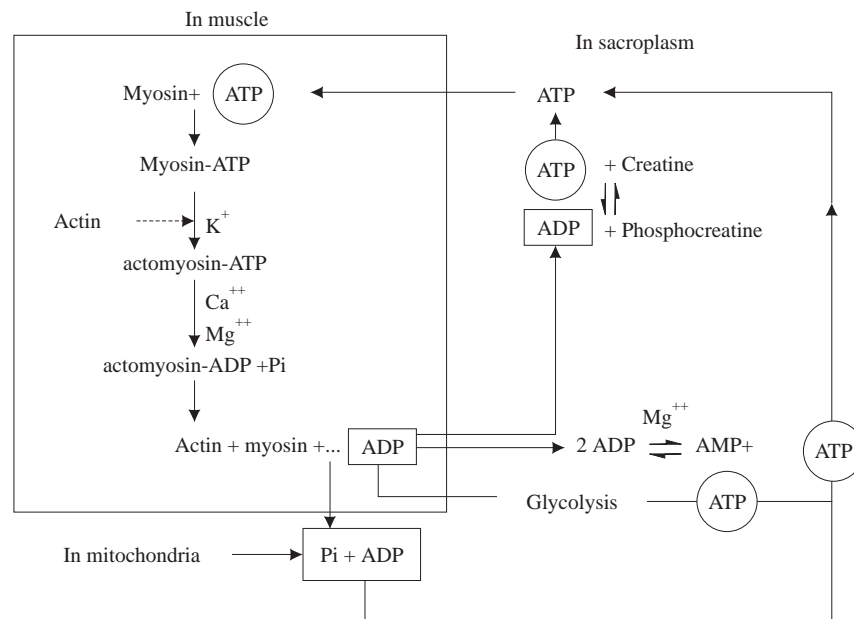 In muscle
In sacroplasm
Myosin+ ATP
ATP
Myosin-ATP
ATP + Creatine
Actin
K+
ADP + Phosphocreatine
actomyosin-ATP
Ca++
Mg++
actomyosin-ADP +Pi
Actin + myosin +... ADP
Mg++
2 ADP AMP+ ATP
Glycolysis ATP
In mitochondria
Pi + ADP